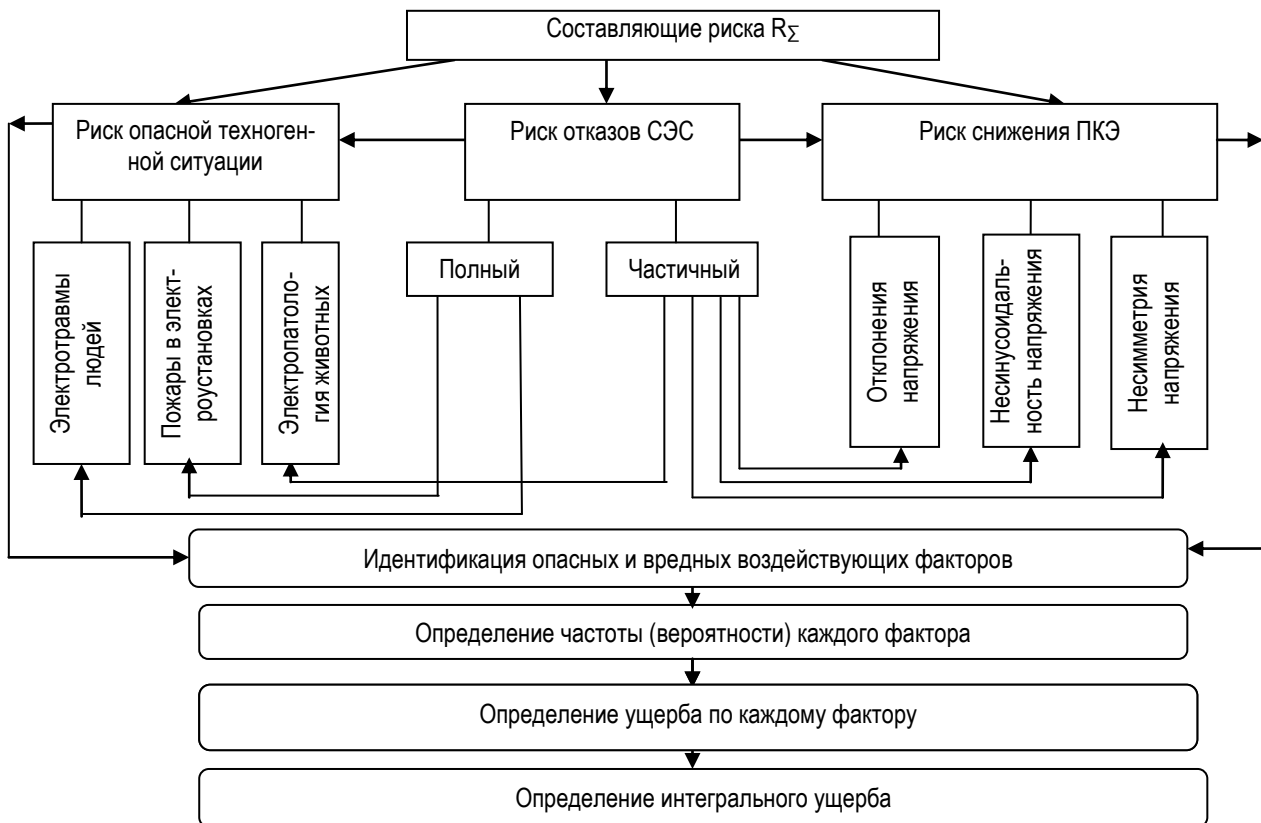 Составляющие риска R∑
Риск опасной техноген-
ной ситуации
Риск отказов СЭС
Риск снижения ПКЭ
Электротравмы
людей
Пожары в элект-
роустановках
Электропатоло-
гия животных
Полный
Частичный
Отклонения
напряжения
Несинусоидаль-
ность напряжения
Несимметрия
напряжения
Идентификация опасных и вредных воздействующих факторов
Определение частоты (вероятности) каждого фактора
Определение ущерба по каждому фактору
Определение интегрального ущерба